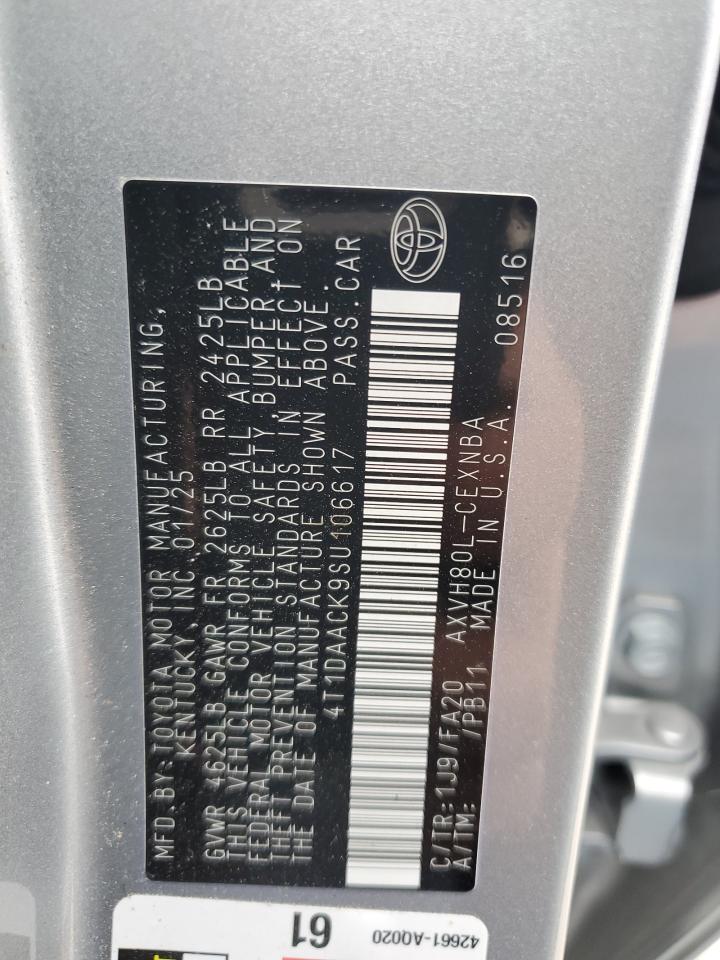 MFD. BY: TOYOTA MOTOR MANUFACTURING,
KENTUCKY, INC. 01/25
GVWR 4625LB GAWR FR 2625LB RR 2425LB
THIS VEHICLE CONFORMS TO ALL APPLICABLE
FEDERAL MOTOR VEHICLE SAFETY, BUMPER, AND
THEFT PREVENTION STANDARDS IN EFFECT ON
THE DATE OF MANUFACTURE SHOWN ABOVE.
4T1DAACK9SU106617 PASS.CAR
C/TR:1J9/FA20 AXVH80L-CEXNBA 08516
A/TM: /PB11 MADE IN U.S.A.
61
42661-AQ020